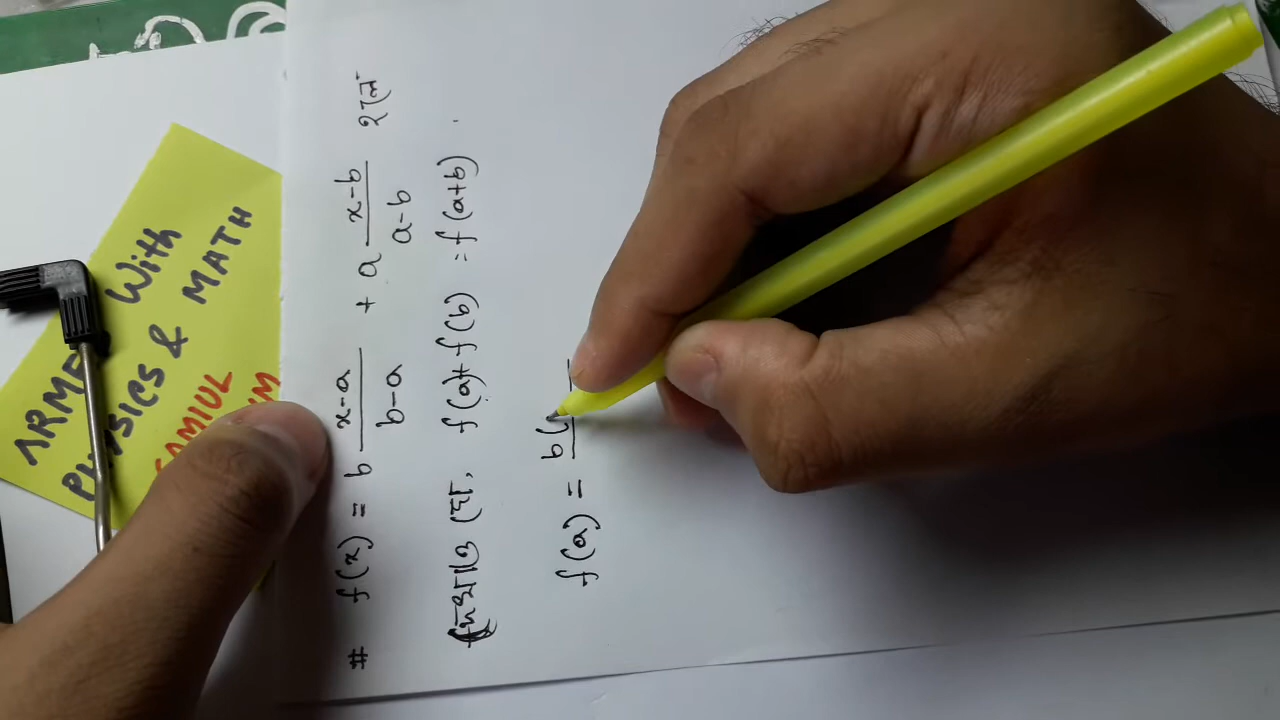 # f(x) = b (x-a)/(b-a) + a (x-b)/(a-b) হলে
দেখাও যে, f(a)+f(b) = f(a+b).
f(a) = b(
With
PHYSICS & MATH